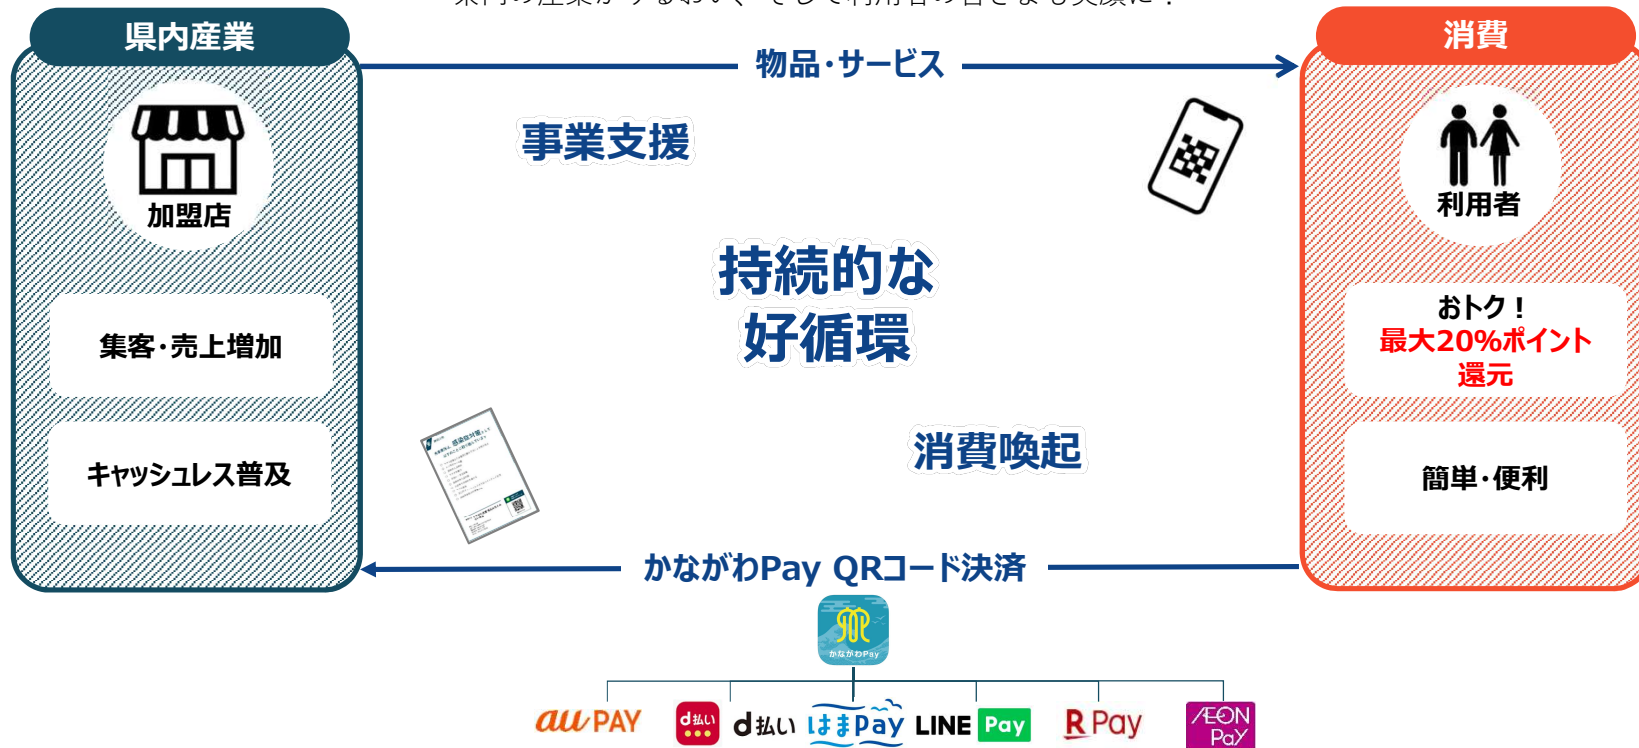 県内産業
消費
物品・サービス
事業支援
加盟店
利用者
持続的な
好循環
集客・売上増加
おトク！
最大20%ポイント
還元
消費喚起
キャッシュレス普及
簡単・便利
かながわPay QRコード決済
かながわPay
au PAY
d払い
d払い
はまPay
LINE Pay
R Pay
ÆON
Pay